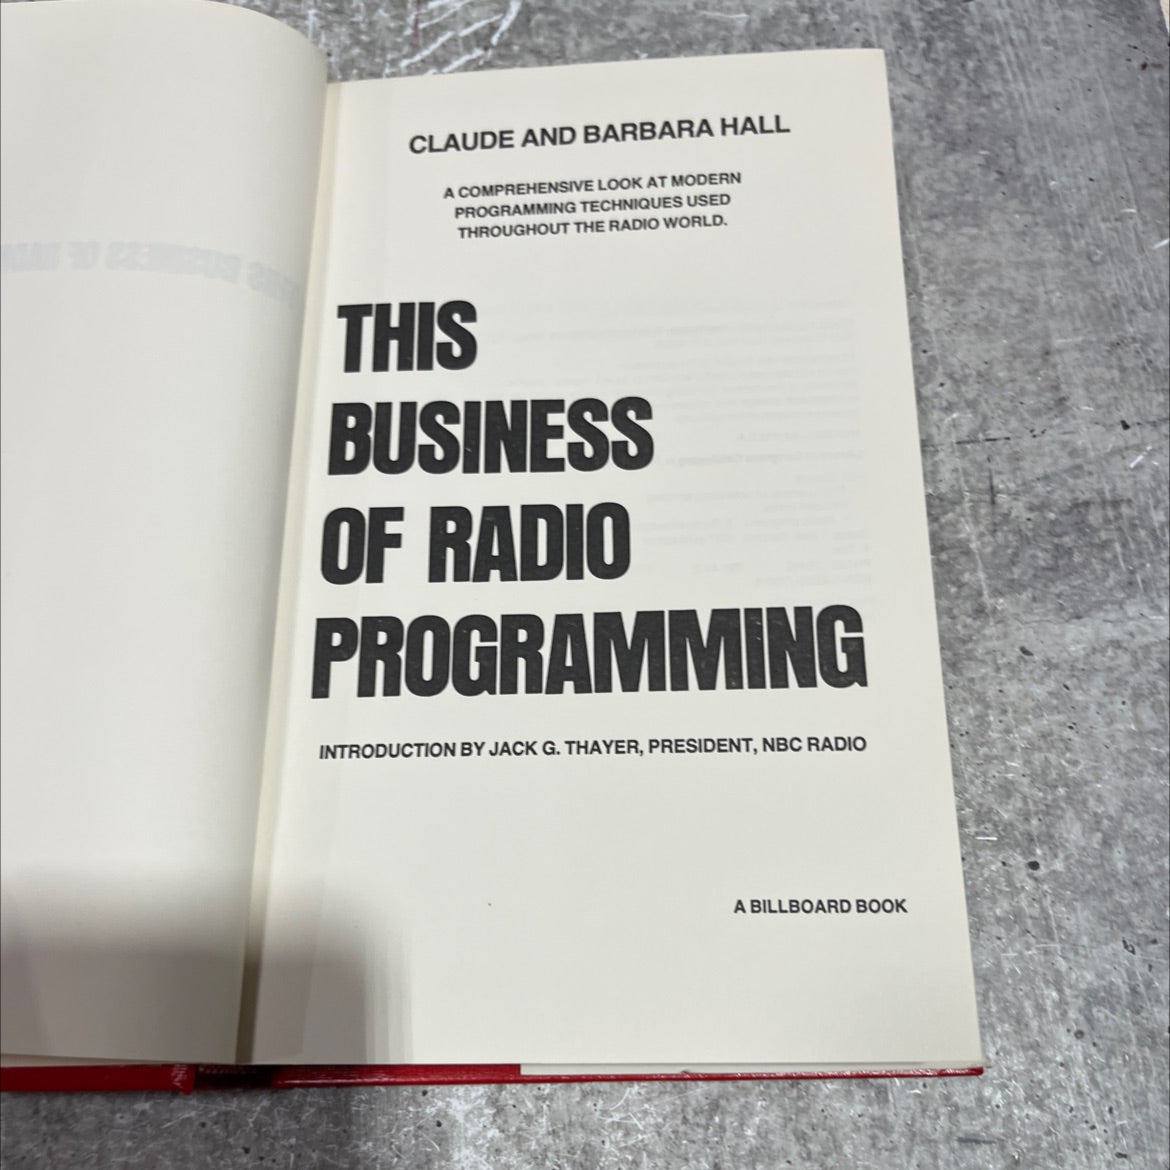 CLAUDE AND BARBARA HALL
A COMPREHENSIVE LOOK AT MODERN
PROGRAMMING TECHNIQUES USED
THROUGHOUT THE RADIO WORLD.
THIS
BUSINESS
OF RADIO
PROGRAMMING
INTRODUCTION BY JACK G. THAYER, PRESIDENT, NBC RADIO
A BILLBOARD BOOK